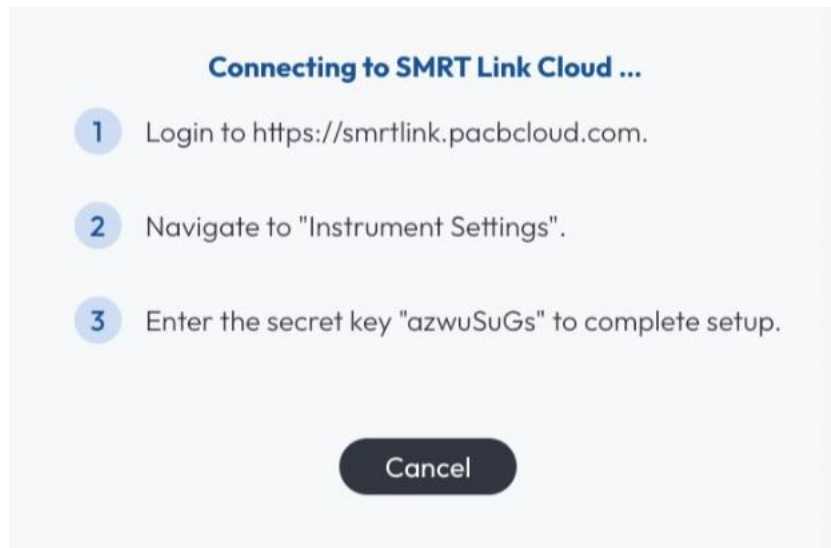 Connecting to SMRT Link Cloud ...
1 Login to https://smrtlink.pacbcloud.com.
2 Navigate to "Instrument Settings".
3 Enter the secret key "azwuSuGs" to complete setup.
Cancel